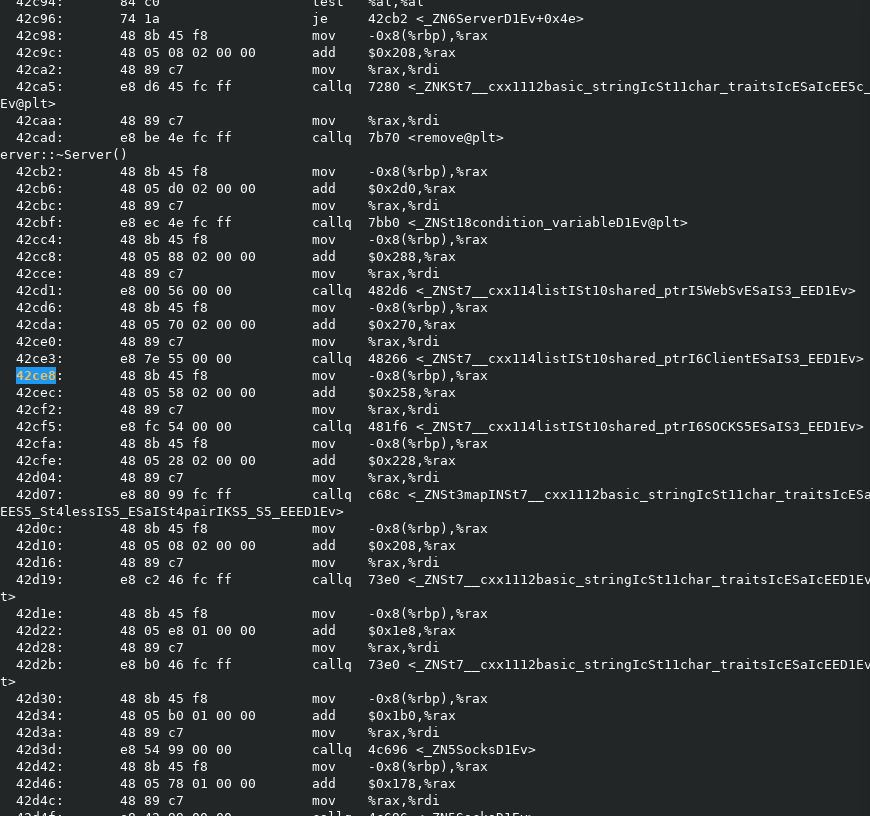 42c94: 84 c0 test %al,%al
42c96: 74 1a je 42cb2 <_ZN6ServerD1Ev+0x4e>
42c98: 48 8b 45 f8 mov -0x8(%rbp),%rax
42c9c: 48 05 08 02 00 00 add $0x208,%rax
42ca2: 48 89 c7 mov %rax,%rdi
42ca5: e8 d6 45 fc ff callq 7280 <_ZNKSt7__cxx1112basic_stringIcSt11char_traitsIcESaIcEE5c_
Ev@plt>
42caa: 48 89 c7 mov %rax,%rdi
42cad: e8 be 4e fc ff callq 7b70 <remove@plt>
erver::~Server()
42cb2: 48 8b 45 f8 mov -0x8(%rbp),%rax
42cb6: 48 05 d0 02 00 00 add $0x2d0,%rax
42cbc: 48 89 c7 mov %rax,%rdi
42cbf: e8 ec 4e fc ff callq 7bb0 <_ZNSt18condition_variableD1Ev@plt>
42cc4: 48 8b 45 f8 mov -0x8(%rbp),%rax
42cc8: 48 05 88 02 00 00 add $0x288,%rax
42cce: 48 89 c7 mov %rax,%rdi
42cd1: e8 00 56 00 00 callq 482d6 <_ZNSt7__cxx114listISt10shared_ptrI5WebSvESaIS3_EED1Ev>
42cd6: 48 8b 45 f8 mov -0x8(%rbp),%rax
42cda: 48 05 70 02 00 00 add $0x270,%rax
42ce0: 48 89 c7 mov %rax,%rdi
42ce3: e8 7e 55 00 00 callq 48266 <_ZNSt7__cxx114listISt10shared_ptrI6ClientESaIS3_EED1Ev>
42ce8: 48 8b 45 f8 mov -0x8(%rbp),%rax
42cec: 48 05 58 02 00 00 add $0x258,%rax
42cf2: 48 89 c7 mov %rax,%rdi
42cf5: e8 fc 54 00 00 callq 481f6 <_ZNSt7__cxx114listISt10shared_ptrI6SOCKS5ESaIS3_EED1Ev>
42cfa: 48 8b 45 f8 mov -0x8(%rbp),%rax
42cfe: 48 05 28 02 00 00 add $0x228,%rax
42d04: 48 89 c7 mov %rax,%rdi
42d07: e8 80 99 fc ff callq c68c <_ZNSt3mapINSt7__cxx1112basic_stringIcSt11char_traitsIcESa
EES5_St4lessIS5_ESaISt4pairIKS5_S5_EEED1Ev>
42d0c: 48 8b 45 f8 mov -0x8(%rbp),%rax
42d10: 48 05 08 02 00 00 add $0x208,%rax
42d16: 48 89 c7 mov %rax,%rdi
42d19: e8 c2 46 fc ff callq 73e0 <_ZNSt7__cxx1112basic_stringIcSt11char_traitsIcESaIcEED1Ev
t>
42d1e: 48 8b 45 f8 mov -0x8(%rbp),%rax
42d22: 48 05 e8 01 00 00 add $0x1e8,%rax
42d28: 48 89 c7 mov %rax,%rdi
42d2b: e8 b0 46 fc ff callq 73e0 <_ZNSt7__cxx1112basic_stringIcSt11char_traitsIcESaIcEED1Ev
t>
42d30: 48 8b 45 f8 mov -0x8(%rbp),%rax
42d34: 48 05 b0 01 00 00 add $0x1b0,%rax
42d3a: 48 89 c7 mov %rax,%rdi
42d3d: e8 54 99 00 00 callq 4c696 <_ZN5SocksD1Ev>
42d42: 48 8b 45 f8 mov -0x8(%rbp),%rax
42d46: 48 05 78 01 00 00 add $0x178,%rax
42d4c: 48 89 c7 mov %rax,%rdi